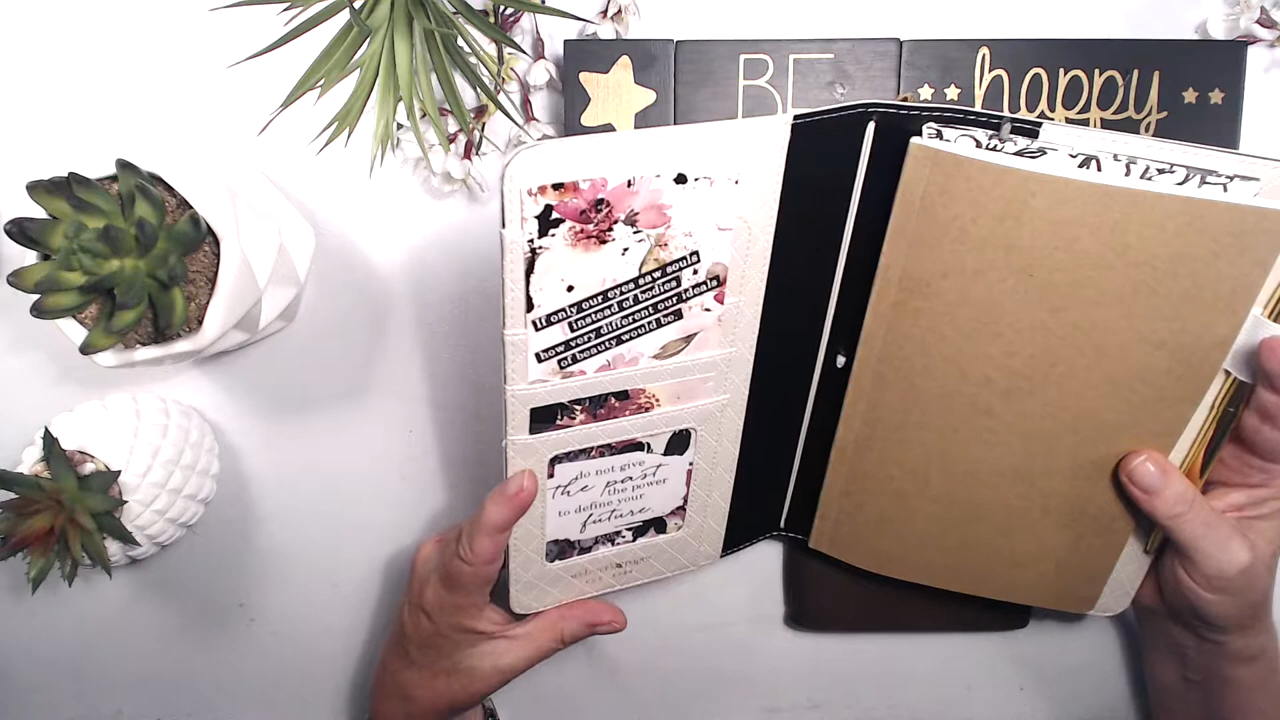 BE
happy
If only our eyes saw souls
instead of bodies
how very different our ideals
of beauty would be.
do not give
the past
the power
to define your
future.